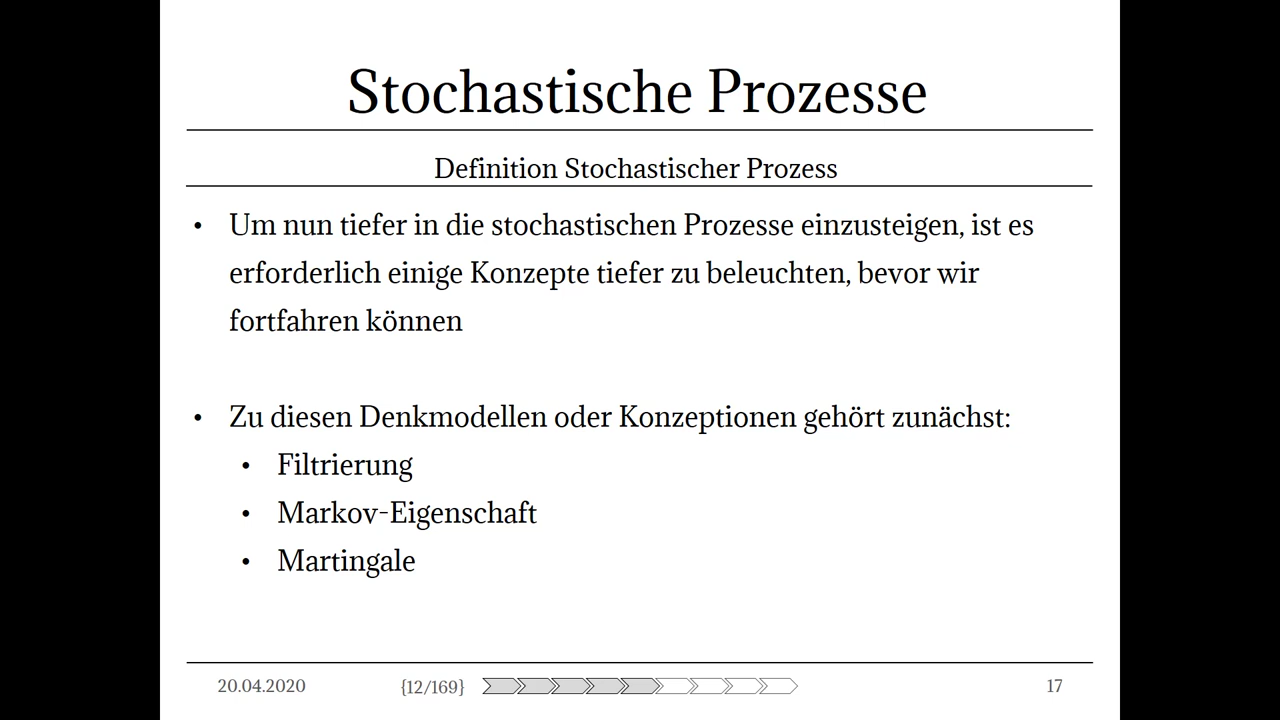 Stochastische Prozesse
Definition Stochastischer Prozess
• Um nun tiefer in die stochastischen Prozesse einzusteigen, ist es
erforderlich einige Konzepte tiefer zu beleuchten, bevor wir
fortfahren können
• Zu diesen Denkmodellen oder Konzeptionen gehört zunächst:
• Filtrierung
• Markov-Eigenschaft
• Martingale
20.04.2020 {12/169} 17